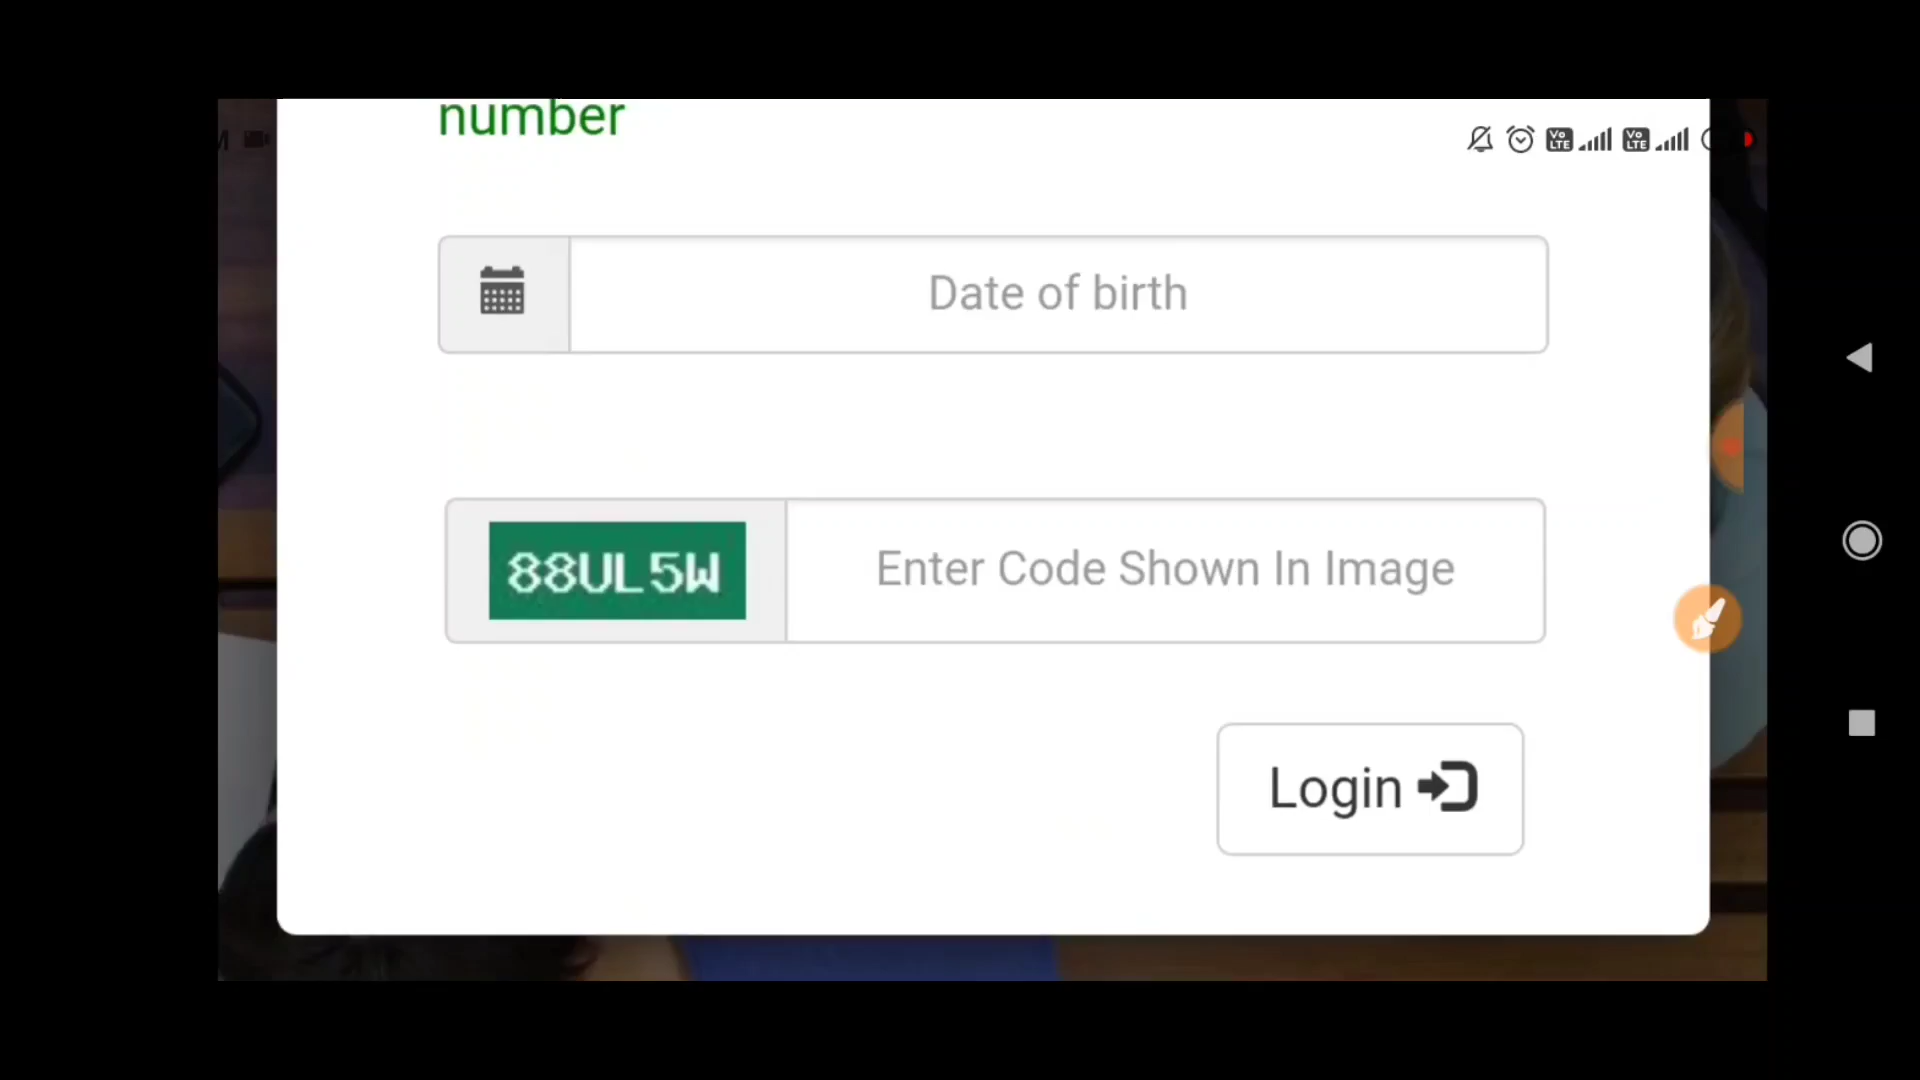 number
Date of birth
88UL5W
Enter Code Shown In Image
Login